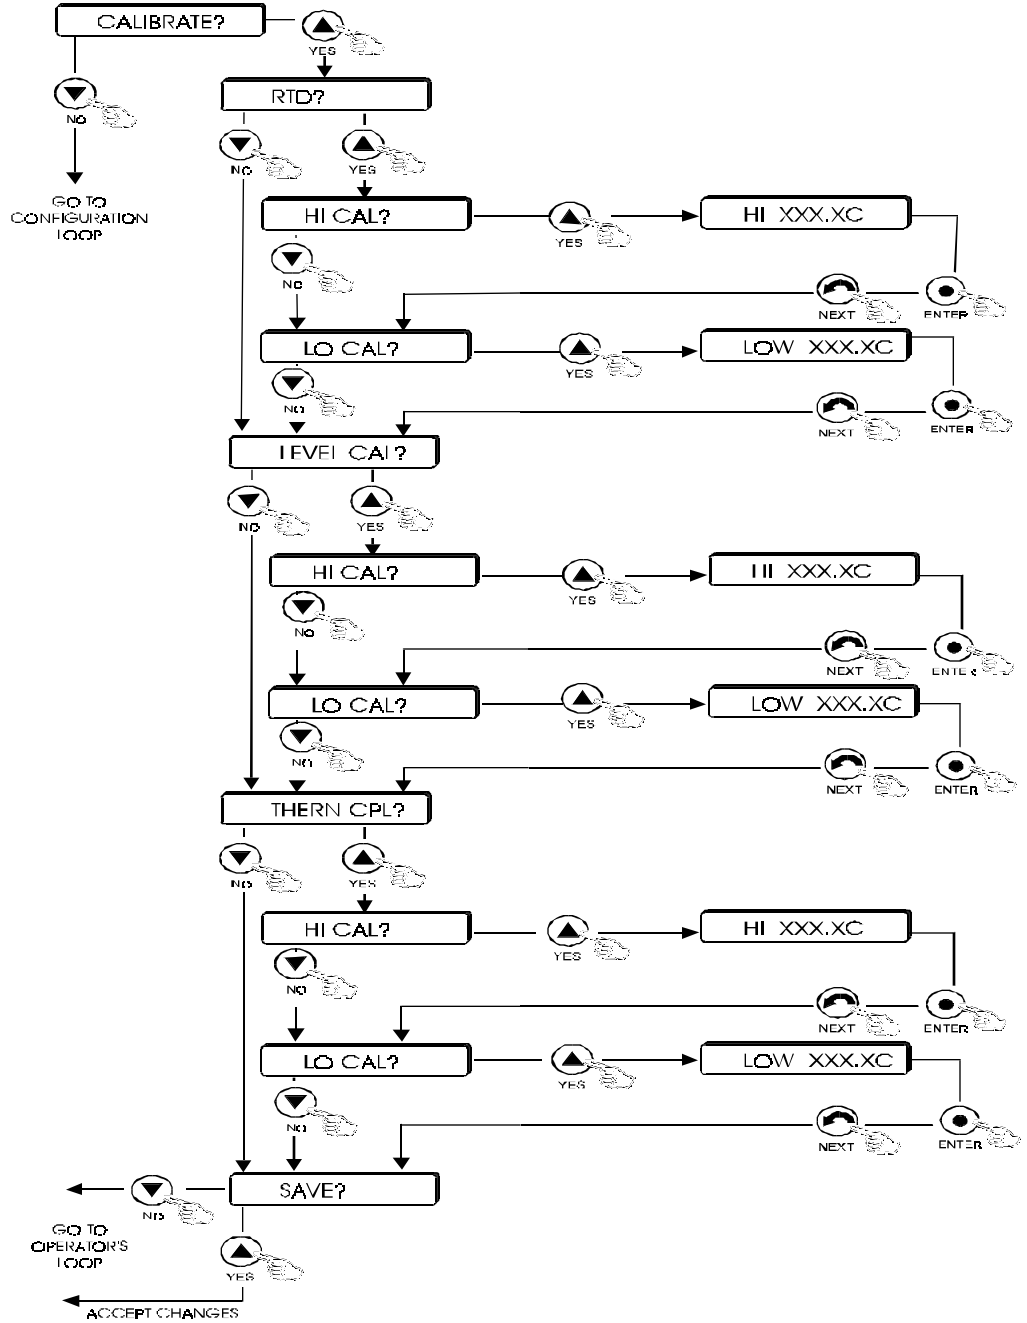 CALIBRATE?
YES
RTD?
NO
GO TO
CONFIGURATION
LOOP
NO
YES
HI CAL?
YES
HI XXX.XC
NO
NEXT
ENTER
LO CAL?
YES
LOW XXX.XC
NO
NEXT
ENTER
LEVEL CAL?
NO
YES
HI CAL?
YES
HI XXX.XC
NO
NEXT
ENTER
LO CAL?
YES
LOW XXX.XC
NO
NEXT
ENTER
THERN CPL?
NO
YES
HI CAL?
YES
HI XXX.XC
NO
NEXT
ENTER
LO CAL?
YES
LOW XXX.XC
NO
NEXT
ENTER
SAVE?
NO
GO TO
OPERATOR'S
LOOP
YES
ACCEPT CHANGES